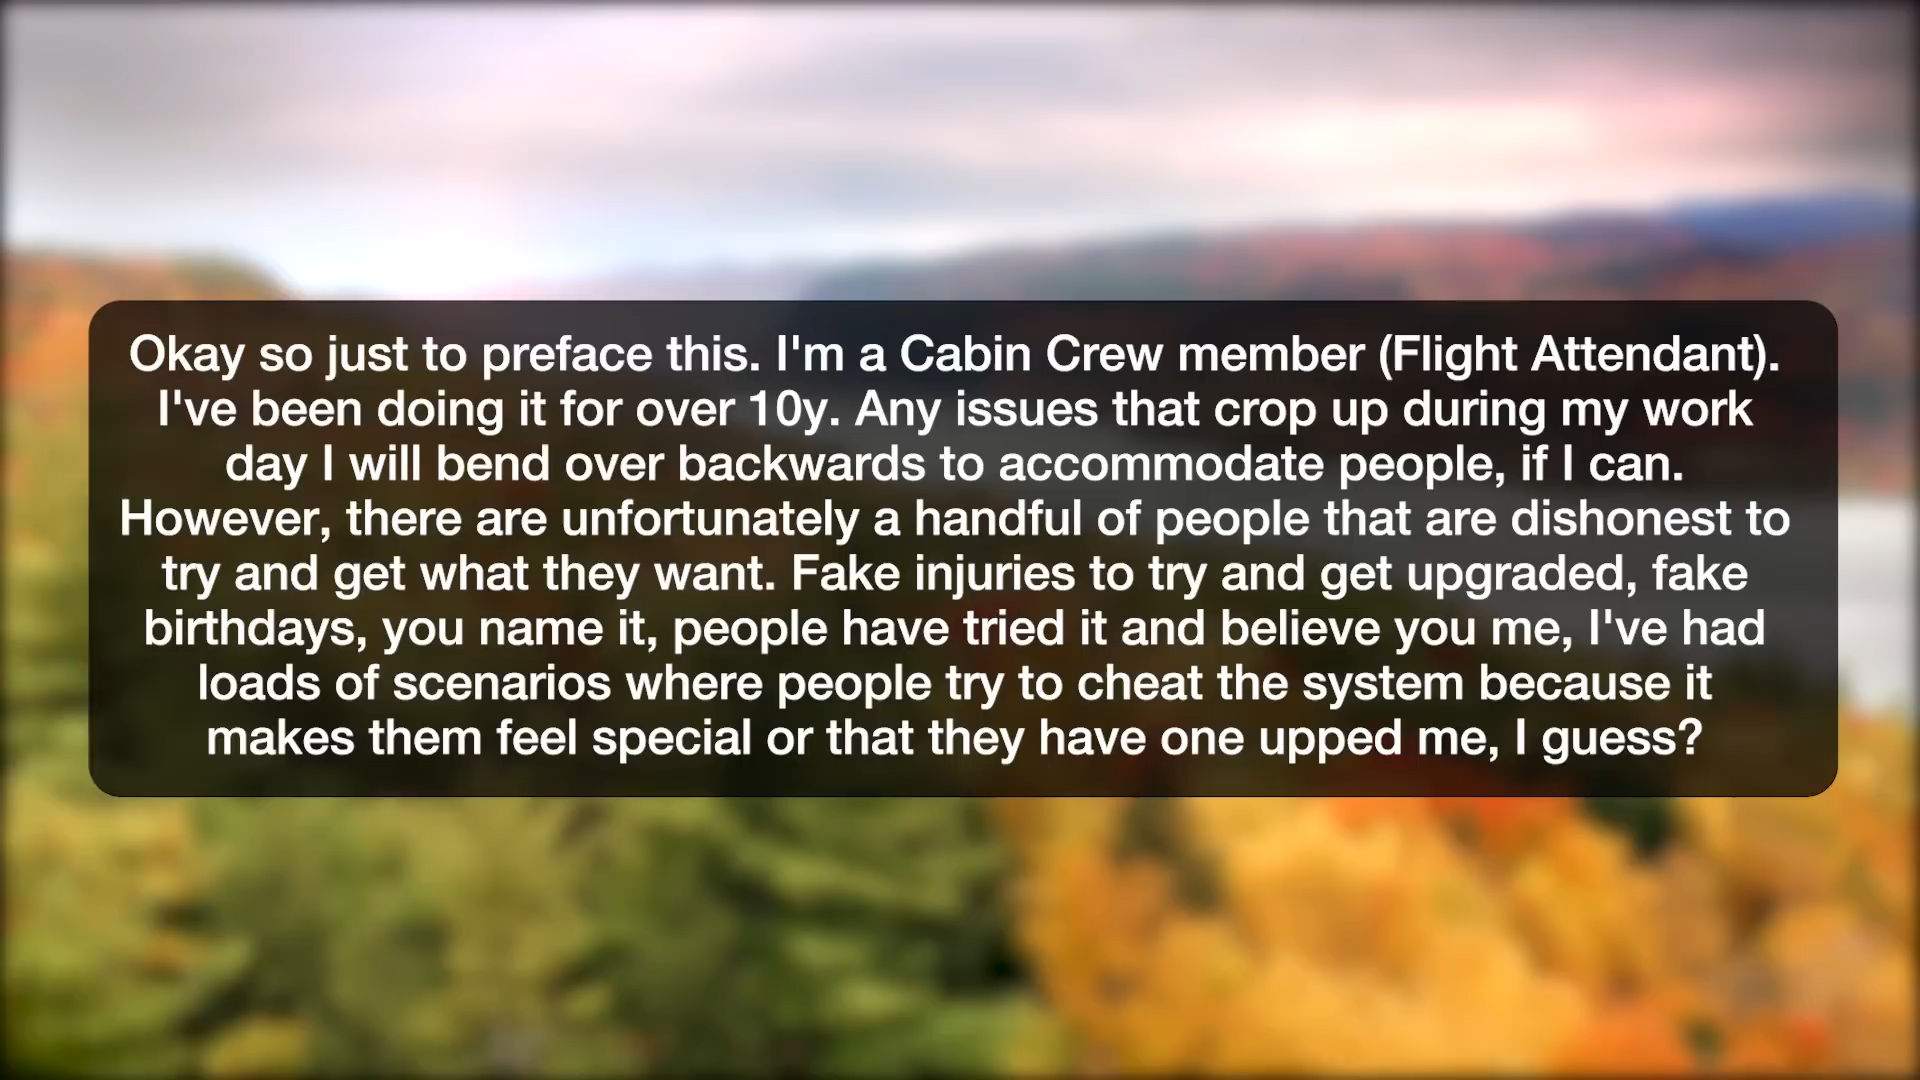 Okay so just to preface this. I'm a Cabin Crew member (Flight Attendant).
I've been doing it for over 10y. Any issues that crop up during my work
day I will bend over backwards to accommodate people, if I can.
However, there are unfortunately a handful of people that are dishonest to
try and get what they want. Fake injuries to try and get upgraded, fake
birthdays, you name it, people have tried it and believe you me, I've had
loads of scenarios where people try to cheat the system because it
makes them feel special or that they have one upped me, I guess?